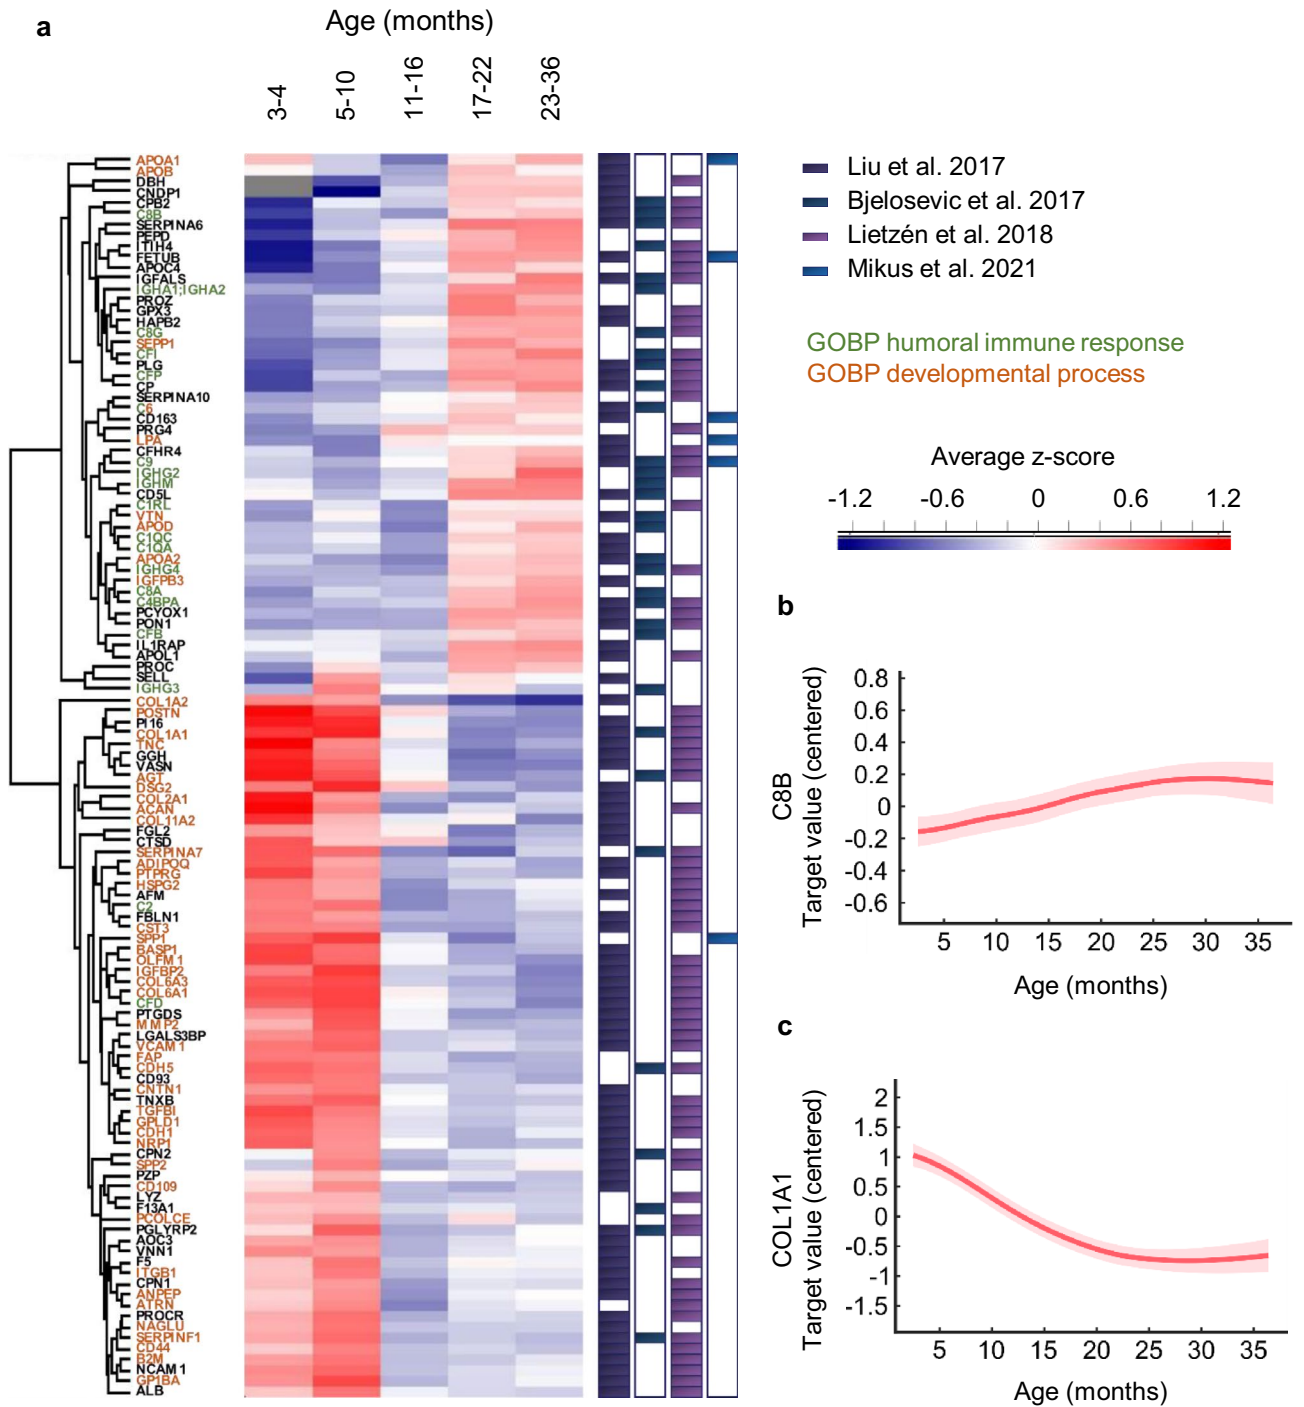 a
Age (months)
3-4
5-10
11-16
17-22
23-36
APOA1
APOB
DBH
CNDP1
CPB2
C8B
SERPINA6
PEPD
ITIH4
FETUB
APOC4
IGFALS
IGHA1;IGHA2
PROZ
GPX3
HAPB2
C8G
SEPP1
CFI
PLG
CFP
CP
SERPINA10
C6
CD163
PRG4
LPA
CFHR4
C9
IGHG2
IGHM
CD5L
C1RL
VTN
APOD
C1QC
C1QA
APOA2
IGHG4
IGFPB3
C8A
C4BPA
PCYOX1
PON1
CFB
IL1RAP
APOL1
PROC
SELL
IGHG3
COL1A2
POSTN
PI16
COL1A1
TNC
GGH
VASN
AGT
DSG2
COL2A1
ACAN
COL11A2
FGL2
CTSD
SERPINA7
ADIPOQ
PTPRG
HSPG2
AFM
C2
FBLN1
CST3
SPP1
BASP1
OLFM1
IGFBP2
COL6A3
COL6A1
CFD
PTGDS
MMP2
LGALS3BP
VCAM1
FAP
CDH5
CD93
CNTN1
TNXB
TGFBI
GPLD1
CDH1
NRP1
CPN2
SPP2
PZP
CD109
LYZ
F13A1
PCOLCE
PGLYRP2
AOC3
VNN1
F5
ITGB1
CPN1
ANPEP
ATRN
PROCR
NAGLU
SERPINF1
CD44
B2M
NCAM1
GP1BA
ALB
Liu et al. 2017
Bjelosevic et al. 2017
Lietzén et al. 2018
Mikus et al. 2021
GOBP humoral immune response
GOBP developmental process
Average z-score
-1.2 -0.6 0 0.6 1.2
b
C8B
Target value (centered)
0.8
0.6
0.4
0.2
0
-0.2
-0.4
-0.6
5 10 15 20 25 30 35
Age (months)
c
COL1A1
Target value (centered)
2
1.5
1
0.5
0
-0.5
-1
-1.5
5 10 15 20 25 30 35
Age (months)